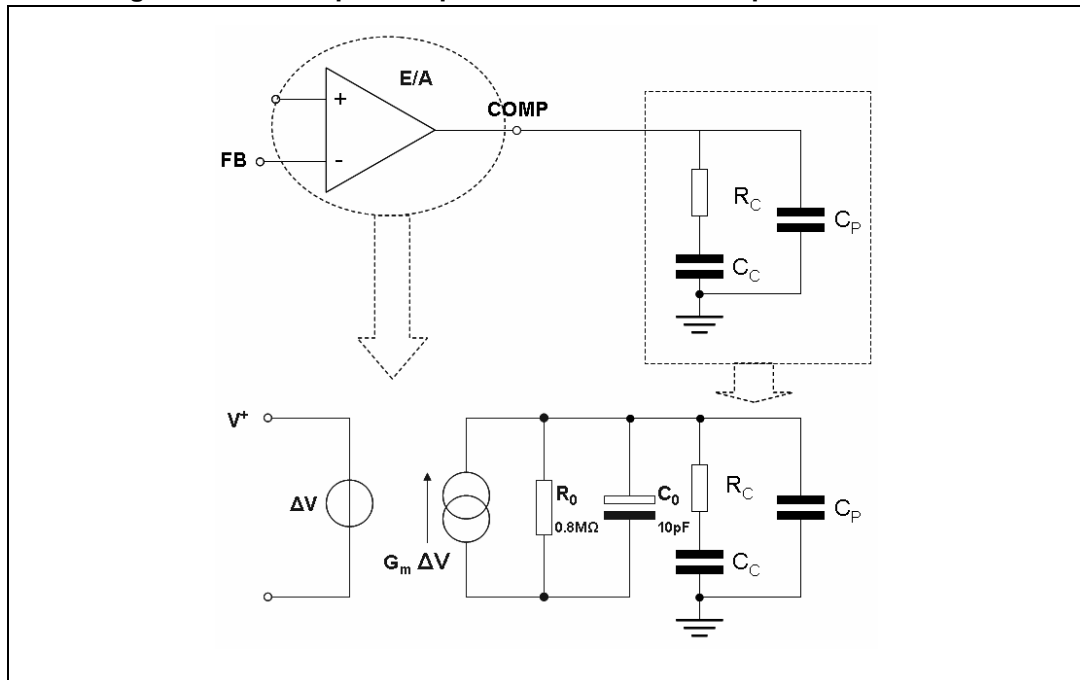 E/A
COMP
+
FB
-
R_C
C_P
C_C
V⁺
ΔV
G_m ΔV
R_0
0.8MΩ
C_0
10pF
R_C
C_P
C_C